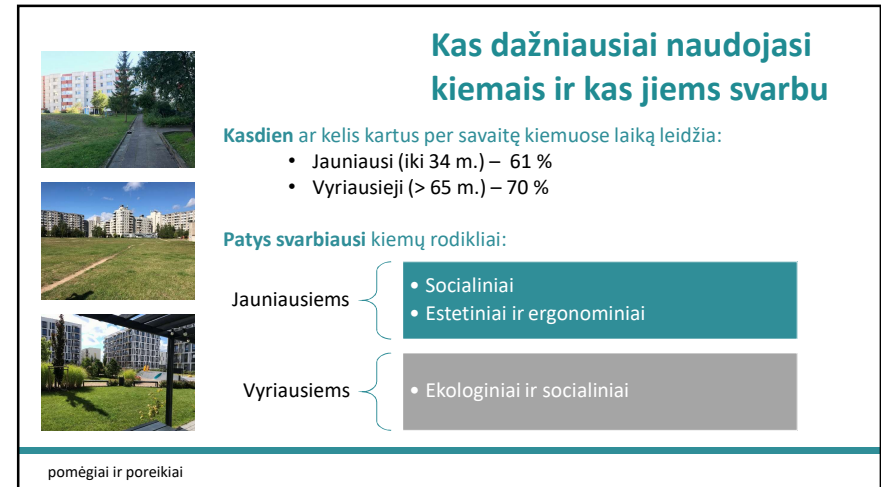 Kas dažniausiai naudojasi
kiemais ir kas jiems svarbu
Kasdien ar kelis kartus per savaitę kiemuose laiką leidžia:
• Jauniausi (iki 34 m.) – 61 %
• Vyriausieji (> 65 m.) – 70 %
Patys svarbiausi kiemų rodikliai:
Jauniausiems
• Socialiniai
• Estetiniai ir ergonominiai
Vyriausiems
• Ekologiniai ir socialiniai
pomėgiai ir poreikiai